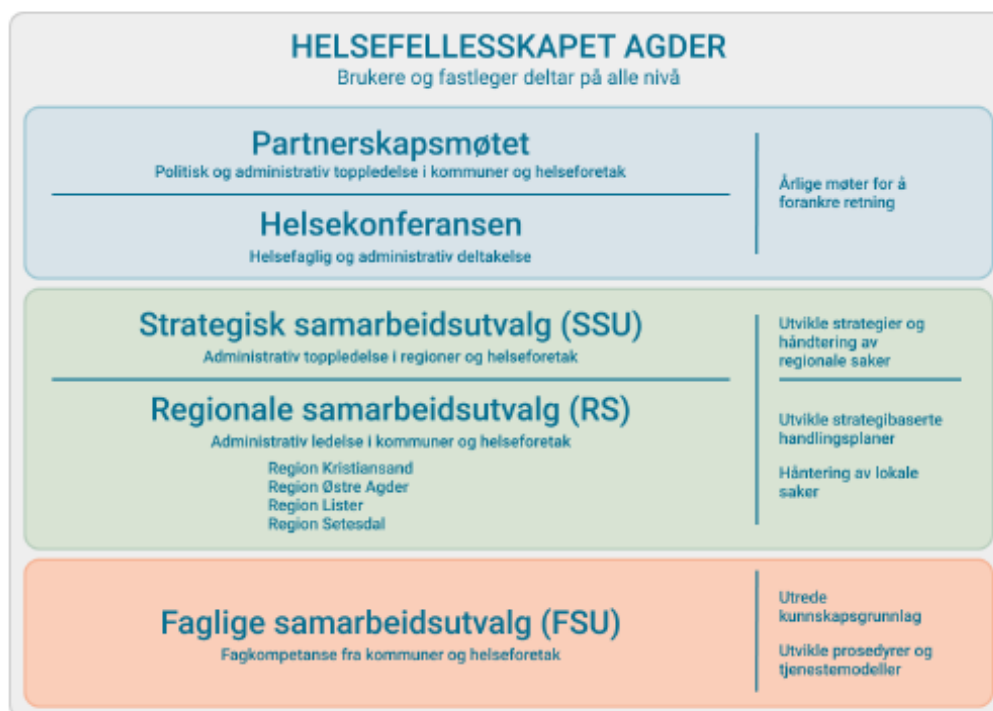 HELSEFELLESSKAPET AGDER
Brukere og fastleger deltar på alle nivå
Partnerskapsmøtet
Politisk og administrativ toppledelse i kommuner og helseforetak
Helsekonferansen
Helsefaglig og administrativ deltakelse
Årlige møter for å
forankre retning
Strategisk samarbeidsutvalg (SSU)
Administrativ toppledelse i regioner og helseforetak
Utvikle strategier og
håndtering av
regionale saker
Regionale samarbeidsutvalg (RS)
Administrativ ledelse i kommuner og helseforetak
Region Kristiansand
Region Østre Agder
Region Lister
Region Setesdal
Utvikle strategibaserte
handlingsplaner
Håntering av lokale
saker
Faglige samarbeidsutvalg (FSU)
Fagkompetanse fra kommuner og helseforetak
Utrede
kunnskapsgrunnlag
Utvikle prosedyrer og
tjenestemodeller